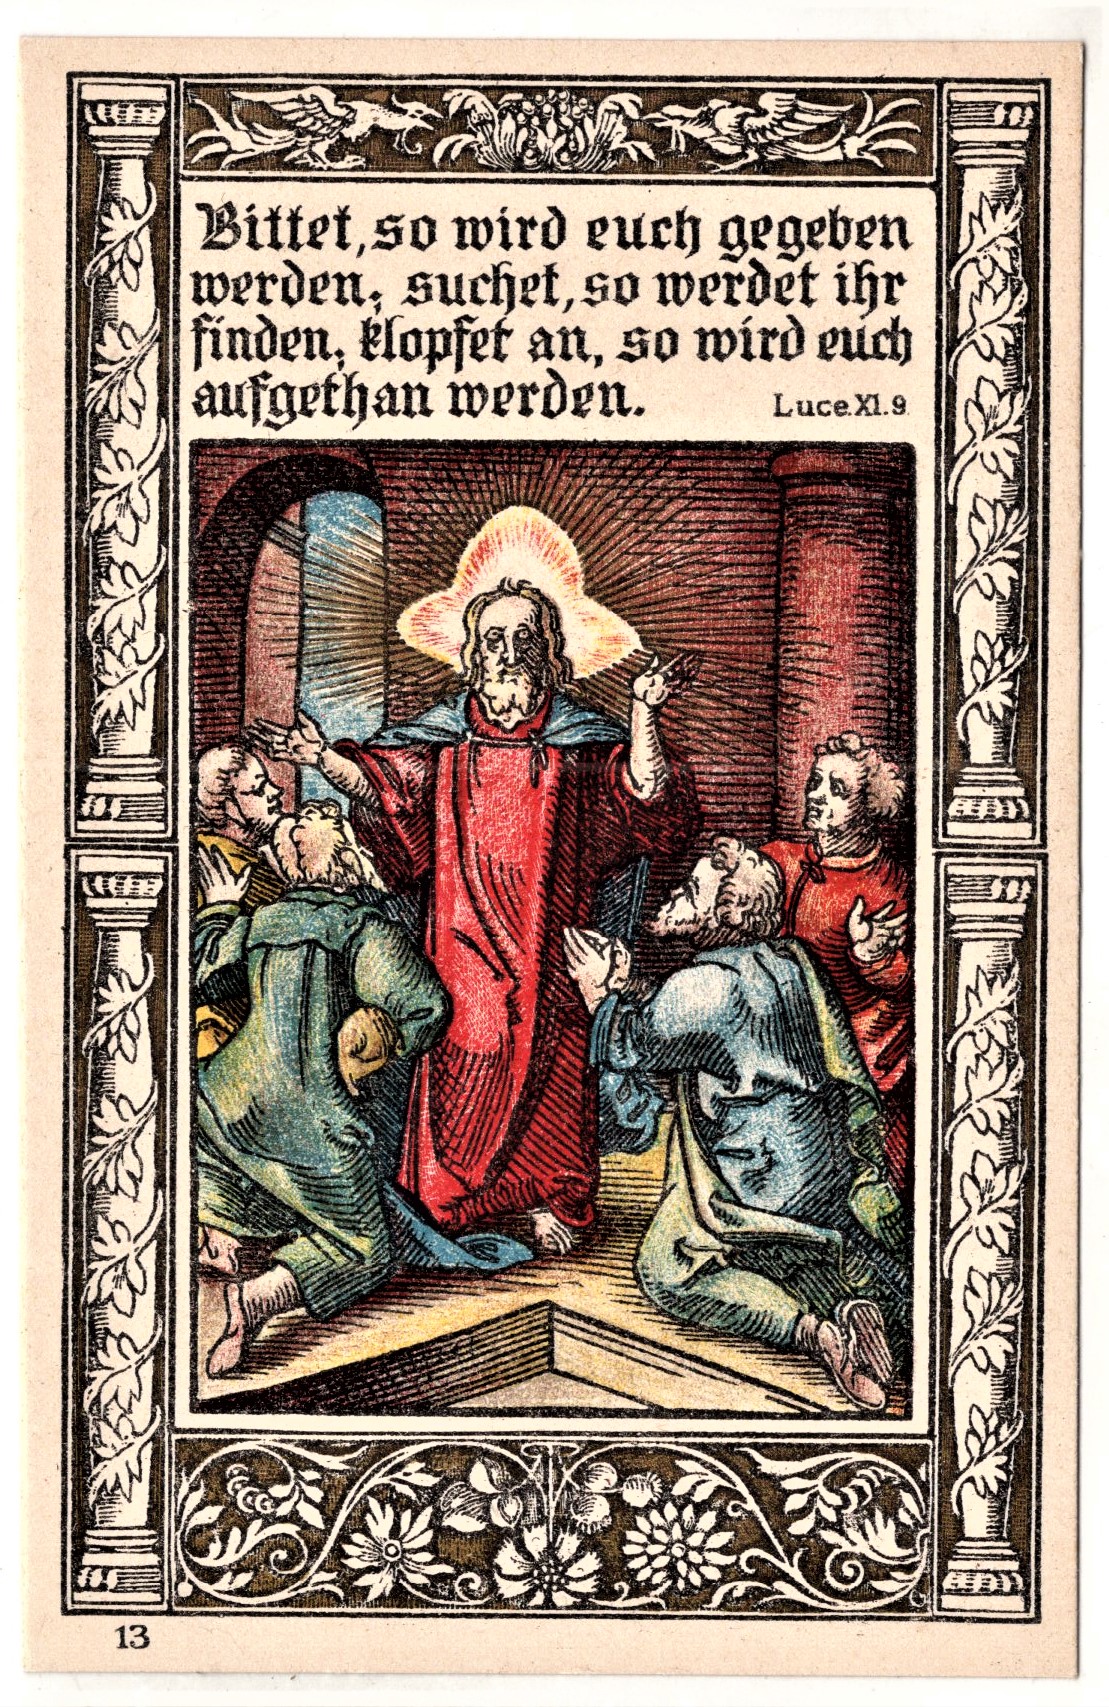 Bittet, so wird euch gegeben
werden; suchet, so werdet ihr
finden; klopfet an, so wird euch
aufgethan werden.
Luce.XI.9
13